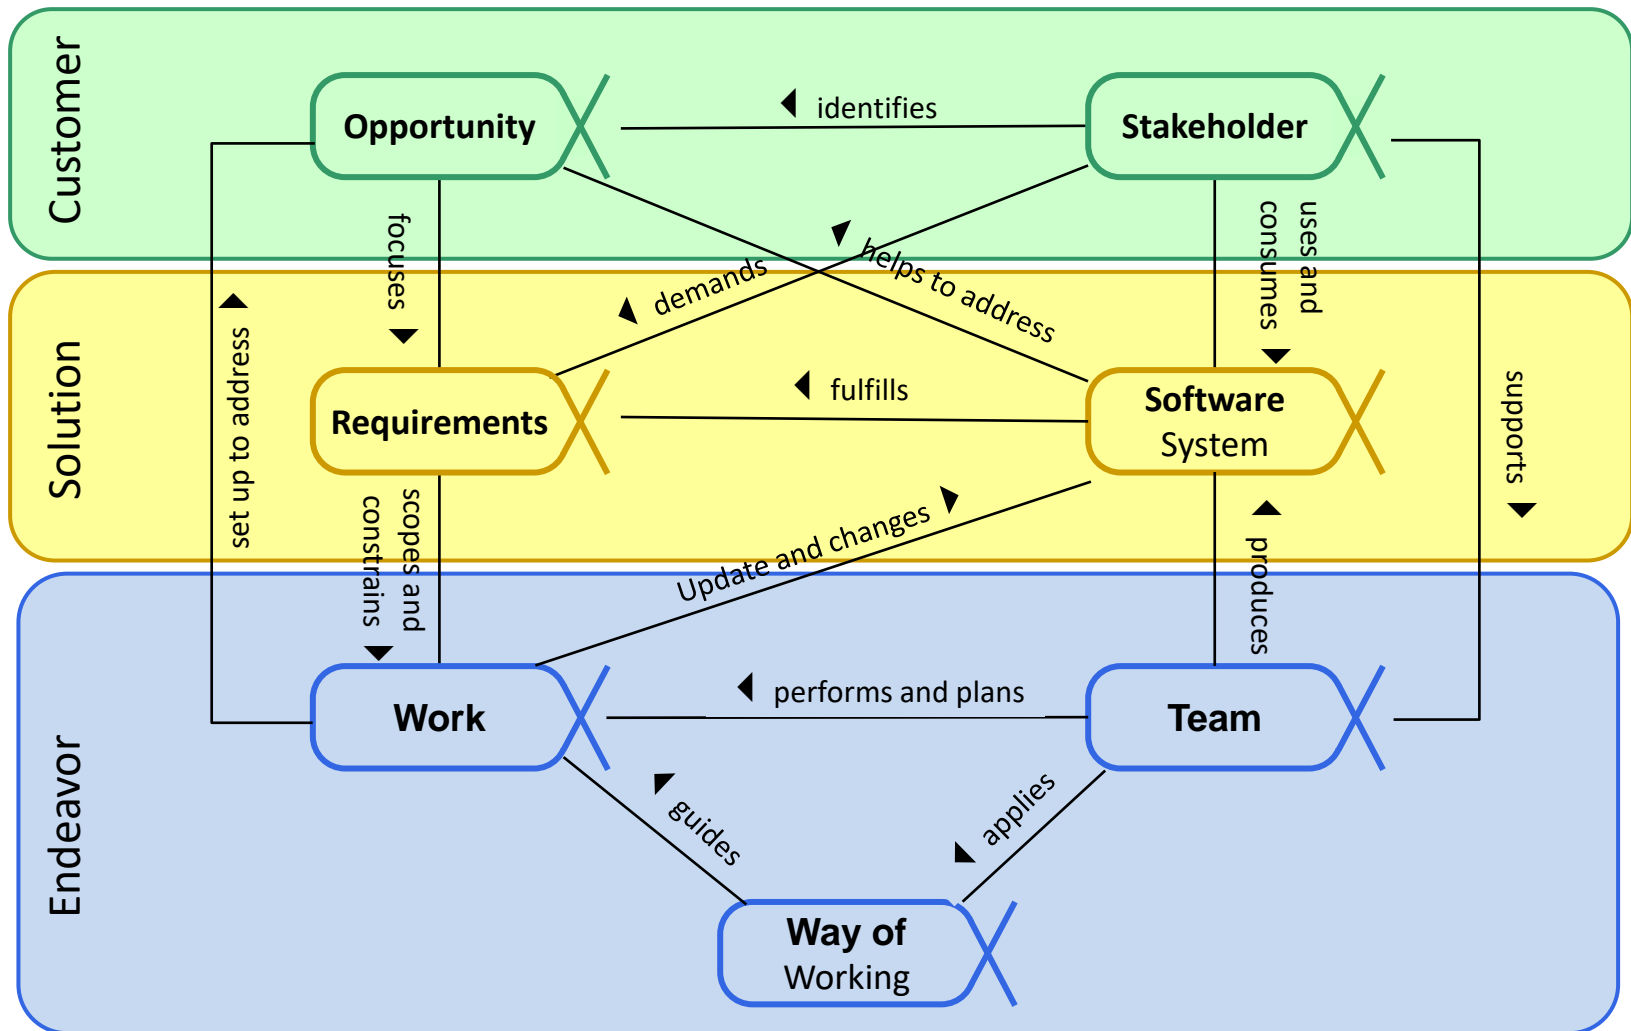 Customer
Opportunity
identifies
Stakeholder
focuses
demands
helps to address
uses and
consumes
Solution
set up to address
Requirements
fulfills
Software
System
supports
scopes and
constrains
Update and changes
produces
Endeavor
Work
performs and plans
Team
guides
applies
Way of
Working